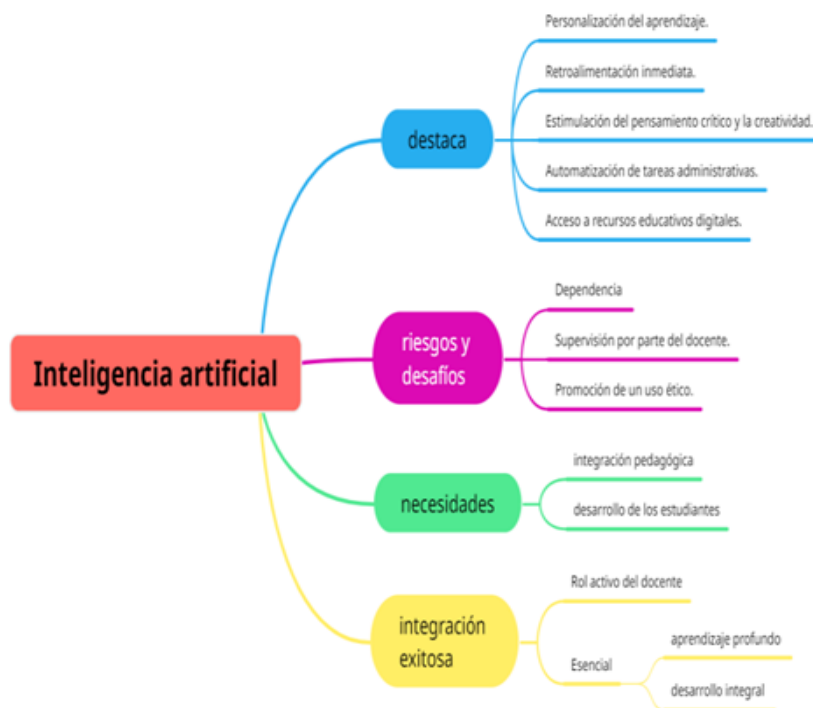 Inteligencia artificial
destaca
Personalización del aprendizaje.
Retroalimentación inmediata.
Estimulación del pensamiento crítico y la creatividad.
Automatización de tareas administrativas.
Acceso a recursos educativos digitales.
riesgos y
desafíos
Dependencia
Supervisión por parte del docente.
Promoción de un uso ético.
necesidades
integración pedagógica
desarrollo de los estudiantes
integración
exitosa
Rol activo del docente
Esencial
aprendizaje profundo
desarrollo integral